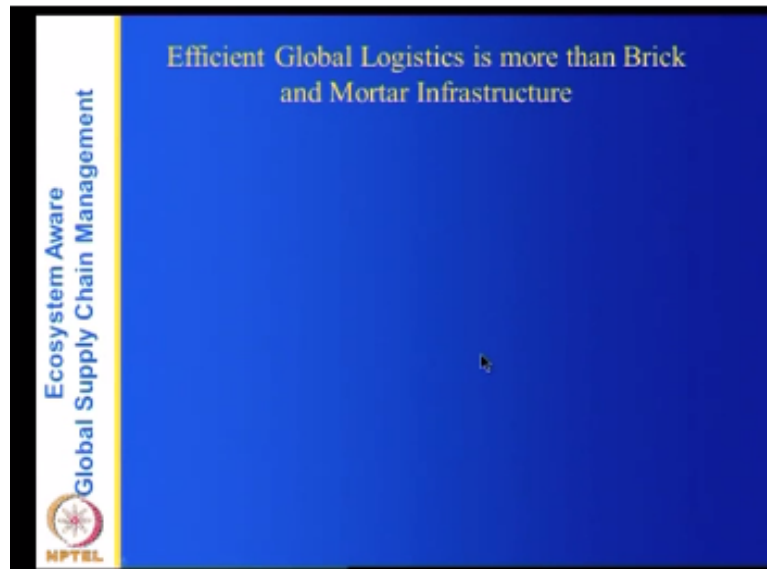 Efficient Global Logistics is more than Brick
and Mortar Infrastructure
Ecosystem Aware
Global Supply Chain Management
NPTEL